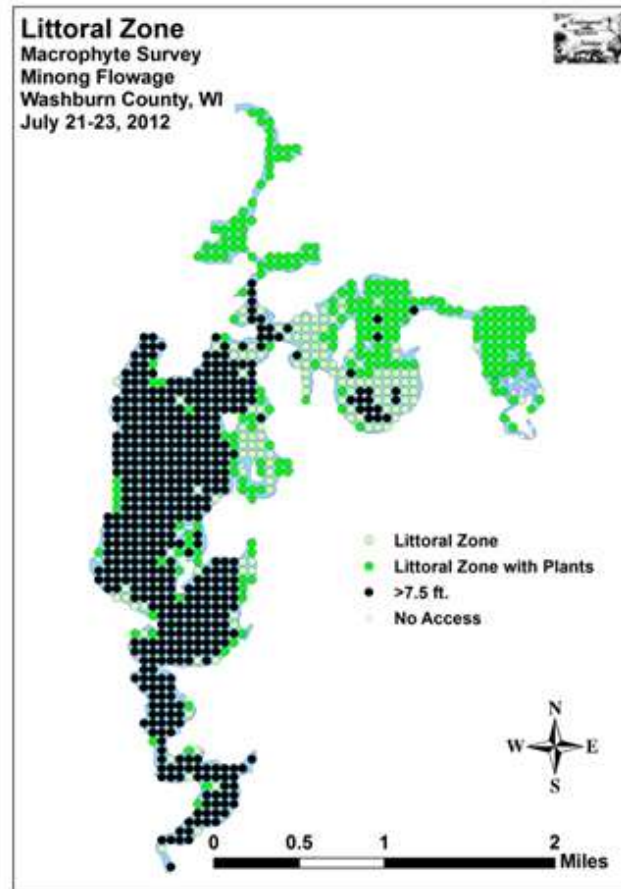 Littoral Zone
Macrophyte Survey
Minong Flowage
Washburn County, WI
July 21-23, 2012
Littoral Zone
Littoral Zone with Plants
>7.5 ft.
No Access
N
W E
S
0 0.5 1 2
Miles